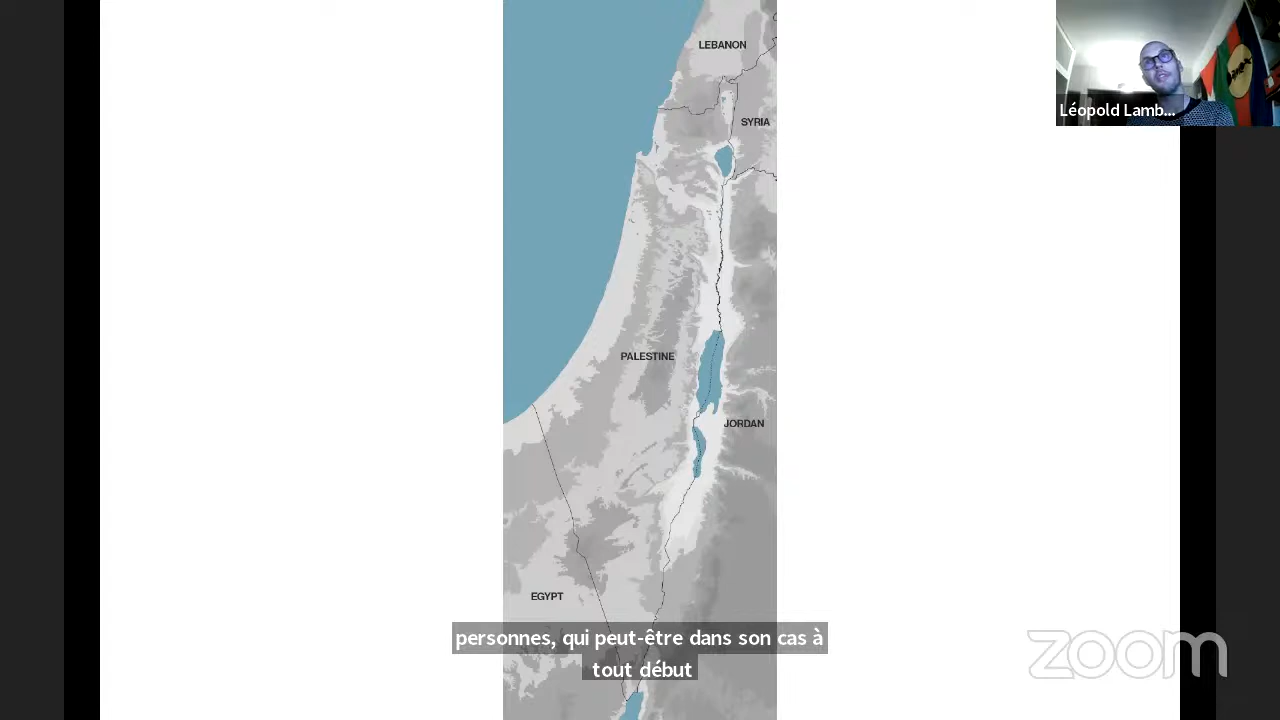 LEBANON
Léopold Lamb...
SYRIA
PALESTINE
JORDAN
EGYPT
personnes, qui peut-être dans son cas à
tout début
zoom